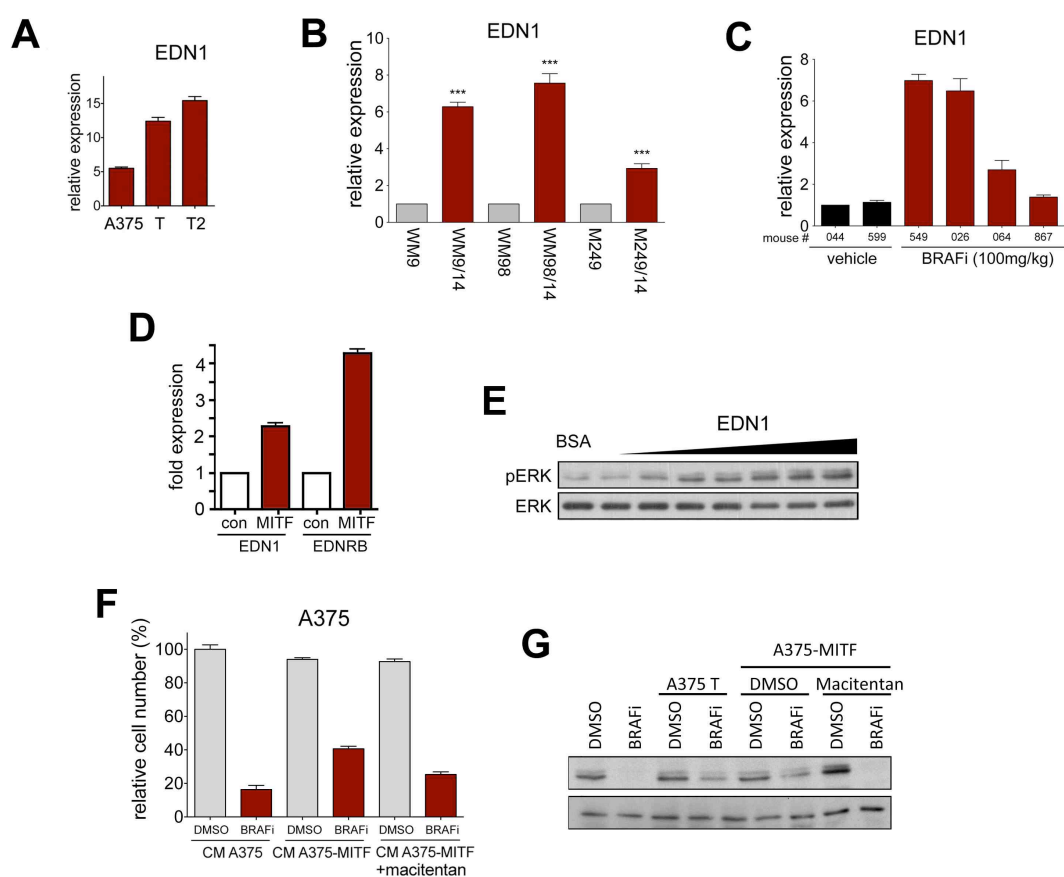 A
EDN1
relative expression
15
10
5
0
A375 T T2
B
EDN1
relative expression
10
8
6
4
2
0
*** *** ***
WM9
WM9/14
WM98
WM98/14
M249
M249/14
C
EDN1
relative expression
8
6
4
2
0
mouse # 044 599 549 026 064 867
vehicle BRAFi (100mg/kg)
D
fold expression
4
2
1
0
con MITF con MITF
EDN1 EDNRB
E
EDN1
BSA
pERK
ERK
F
A375
relative cell number (%)
100
80
60
40
20
0
DMSO BRAFi DMSO BRAFi DMSO BRAFi
CM A375 CM A375-MITF CM A375-MITF
+macitentan
G
A375-MITF
A375 T DMSO Macitentan
DMSO
BRAFi
DMSO
BRAFi
DMSO
BRAFi
DMSO
BRAFi